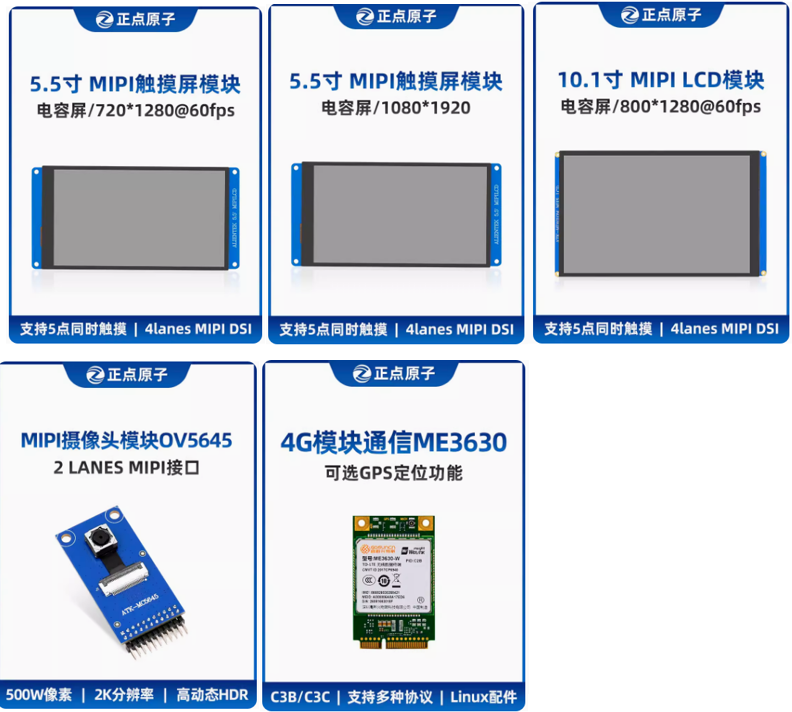 正点原子
5.5寸 MIPI触摸屏模块
电容屏/720*1280@60fps
支持5点同时触摸 | 4lanes MIPI DSI
正点原子
5.5寸 MIPI触摸屏模块
电容屏/1080*1920
支持5点同时触摸 | 4lanes MIPI DSI
正点原子
10.1寸 MIPI LCD模块
电容屏/800*1280@60fps
支持5点同时触摸 | 4lanes MIPI DSI
正点原子
MIPI摄像头模块OV5645
2 LANES MIPI接口
ATK-MC5645
500W像素 | 2K分辨率 | 高动态HDR
正点原子
4G模块通信ME3630
可选GPS定位功能
型号:ME3630-W
C3B/C3C | 支持多种协议 | Linux配件